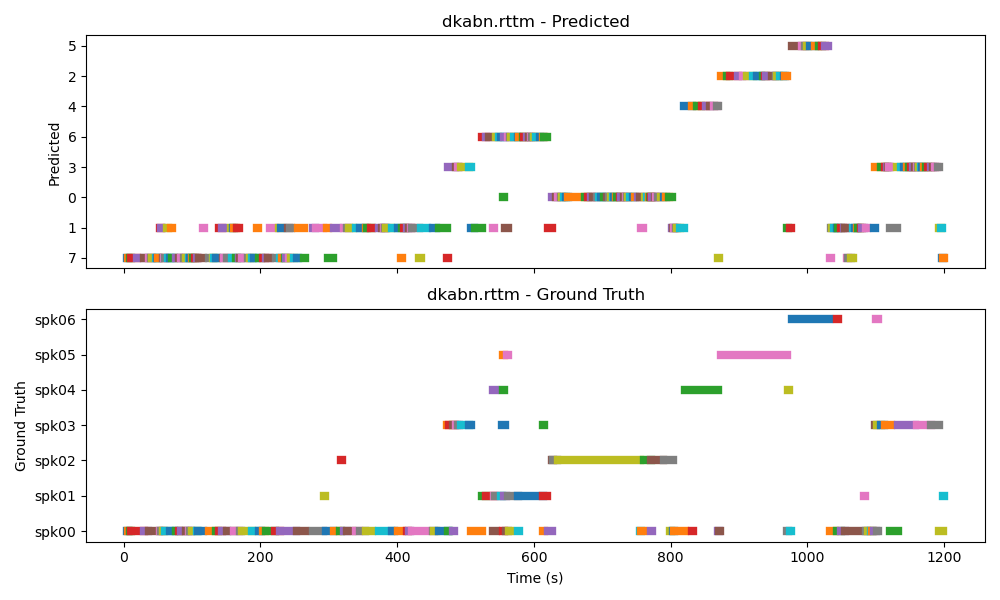 dkabn.rttm - Predicted
Predicted
5
2
4
6
3
0
1
7
dkabn.rttm - Ground Truth
Ground Truth
spk06
spk05
spk04
spk03
spk02
spk01
spk00
0 200 400 600 800 1000 1200
Time (s)